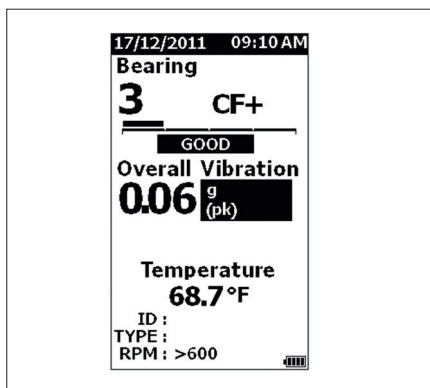 17/12/2011 09:10 AM
Bearing
3 CF+
GOOD
Overall Vibration
0.06 g
(pk)
Temperature
68.7 °F
ID :
TYPE :
RPM : >600